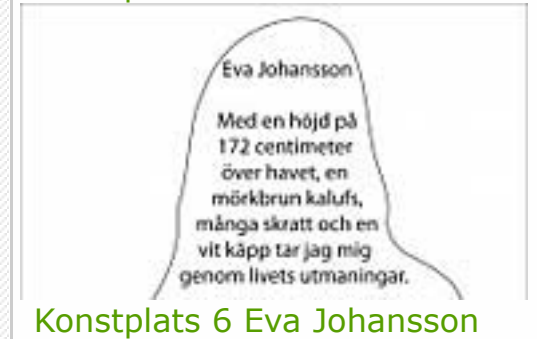 Eva Johansson
Med en höjd på
172 centimeter
över havet, en
mörkbrun kalufs,
många skratt och en
vit käpp tar jag mig
genom livets utmaningar.
Konstplats 6 Eva Johansson